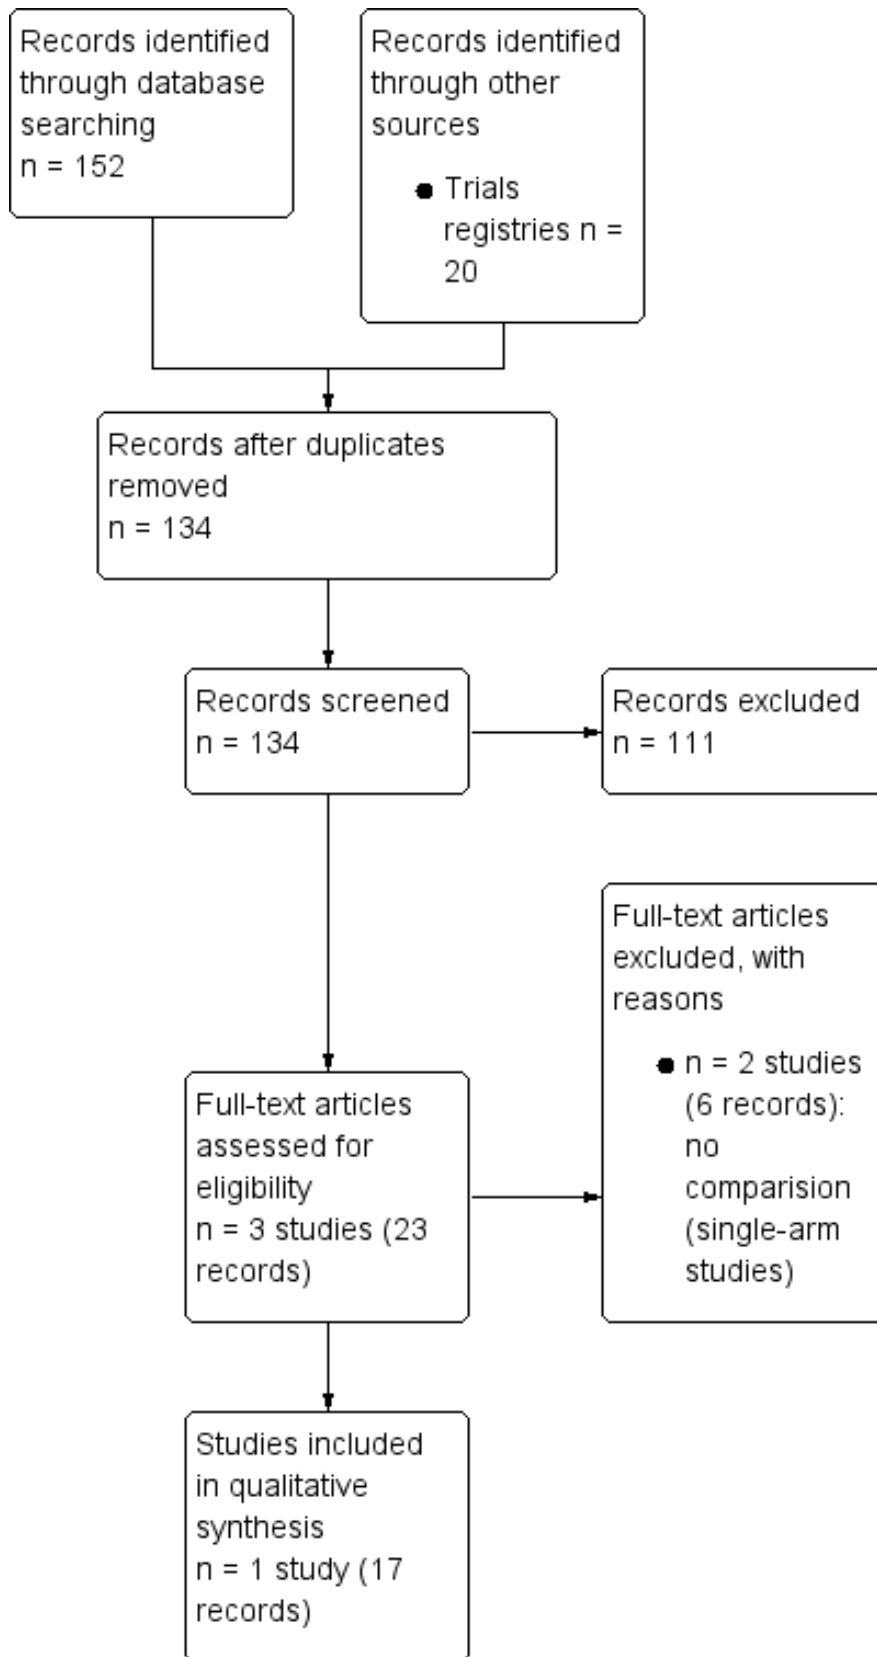 Records identified
through database
searching
n = 152
Records identified
through other
sources
● Trials
registries n =
20
Records after duplicates
removed
n = 134
Records screened
n = 134
Records excluded
n = 111
Full-text articles
assessed for
eligibility
n = 3 studies (23
records)
Full-text articles
excluded, with
reasons
● n = 2 studies
(6 records):
no
comparision
(single-arm
studies)
Studies included
in qualitative
synthesis
n = 1 study (17
records)